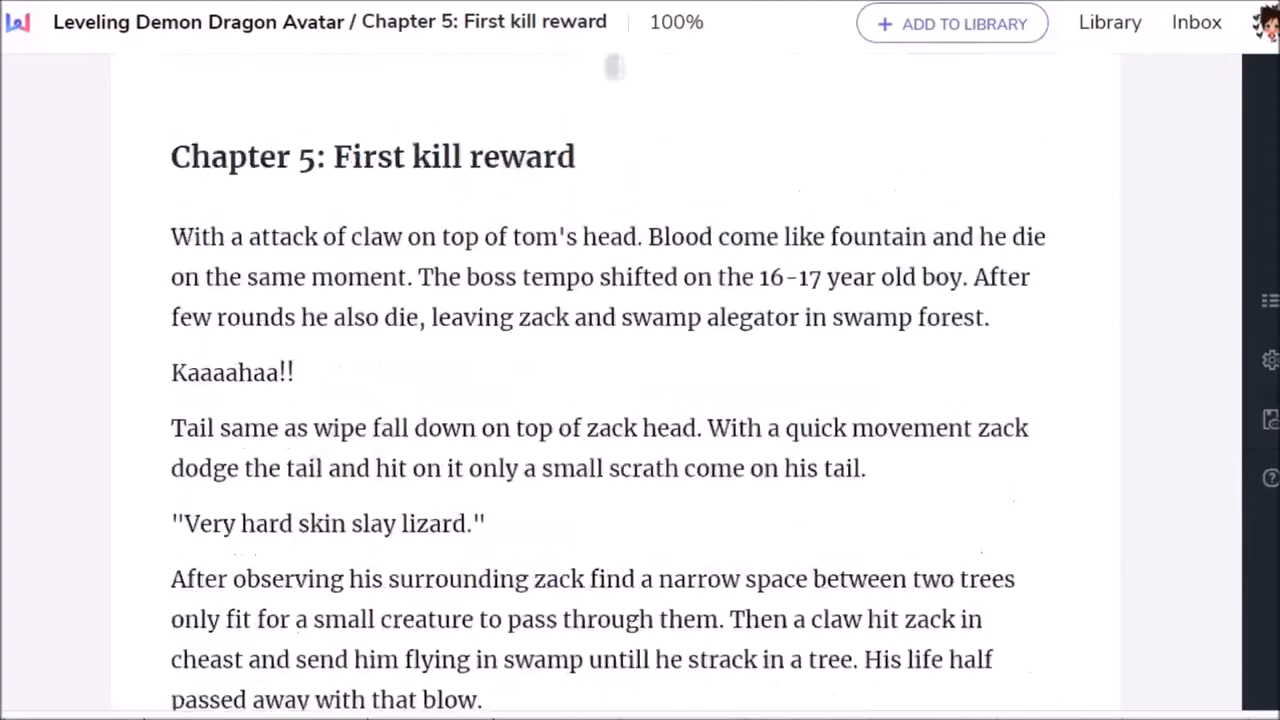 Leveling Demon Dragon Avatar / Chapter 5: First kill reward
100%
+ ADD TO LIBRARY
Library
Inbox
Chapter 5: First kill reward
With a attack of claw on top of tom's head. Blood come like fountain and he die
on the same moment. The boss tempo shifted on the 16-17 year old boy. After
few rounds he also die, leaving zack and swamp alegator in swamp forest.
Kaaaahaa!!
Tail same as wipe fall down on top of zack head. With a quick movement zack
dodge the tail and hit on it only a small scrath come on his tail.
"Very hard skin slay lizard."
After observing his surrounding zack find a narrow space between two trees
only fit for a small creature to pass through them. Then a claw hit zack in
cheast and send him flying in swamp untill he strack in a tree. His life half
passed away with that blow.